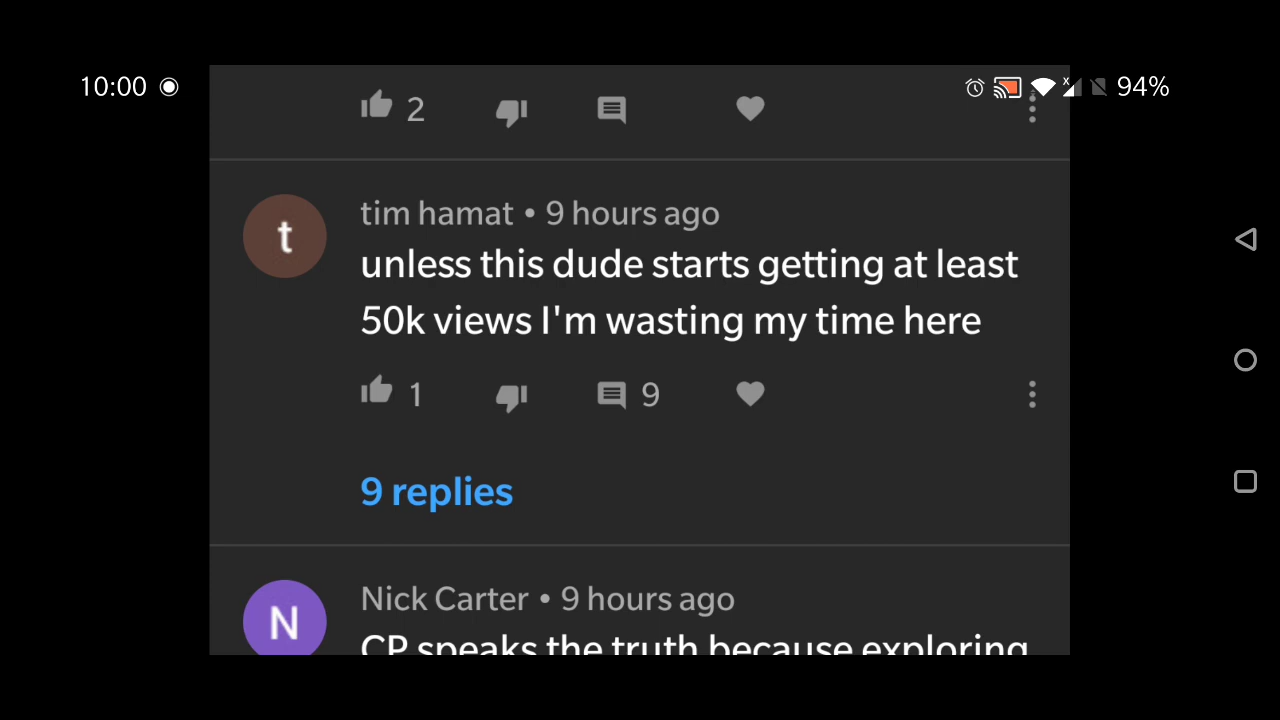 10:00
94%
2
t
tim hamat • 9 hours ago
unless this dude starts getting at least
50k views I'm wasting my time here
1
9
9 replies
N
Nick Carter • 9 hours ago
CP speaks the truth because exploring